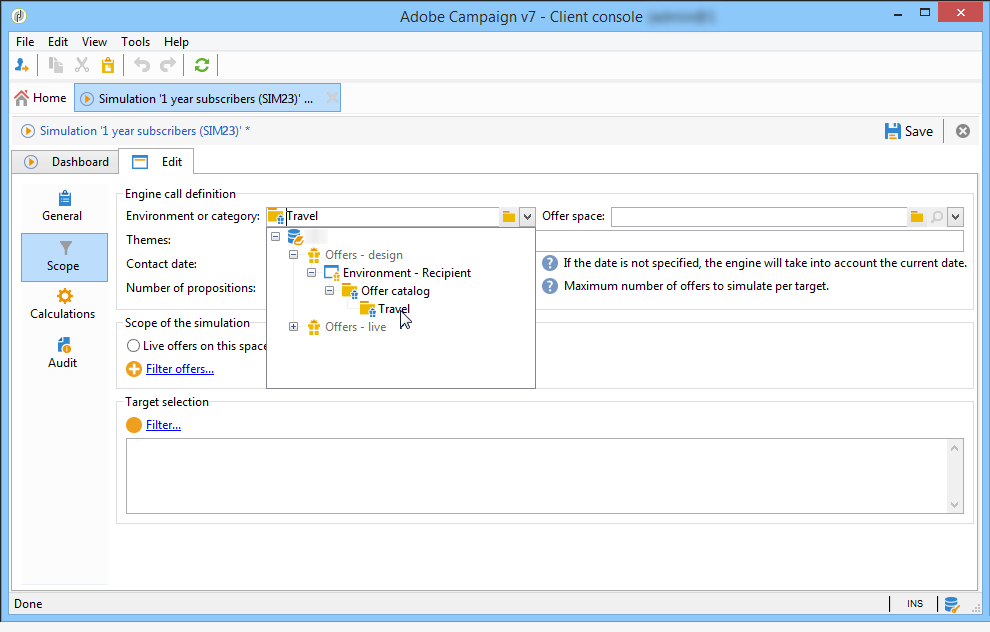 Adobe Campaign v7 - Client console
File Edit View Tools Help
Home Simulation '1 year subscribers (SIM23)' ...
Simulation '1 year subscribers (SIM23)' * Save
Dashboard Edit
General
Scope
Calculations
Audit
Engine call definition
Environment or category: Travel Offer space:
Themes:
Contact date: If the date is not specified, the engine will take into account the current date.
Number of propositions: Maximum number of offers to simulate per target.
Offers - design
Environment - Recipient
Offer catalog
Travel
Offers - live
Scope of the simulation
Live offers on this space
Filter offers...
Target selection
Filter...
Done INS